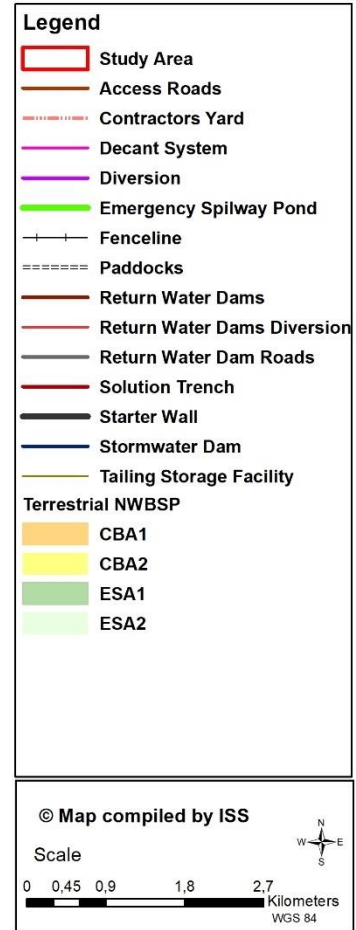 Legend
Study Area
Access Roads
Contractors Yard
Decant System
Diversion
Emergency Spilway Pond
Fenceline
Paddocks
Return Water Dams
Return Water Dams Diversion
Return Water Dam Roads
Solution Trench
Starter Wall
Stormwater Dam
Tailing Storage Facility
Terrestrial NWBSP
CBA1
CBA2
ESA1
ESA2
© Map compiled by ISS
N
W E
S
Scale
0 0,45 0,9 1,8 2,7
Kilometers
WGS 84